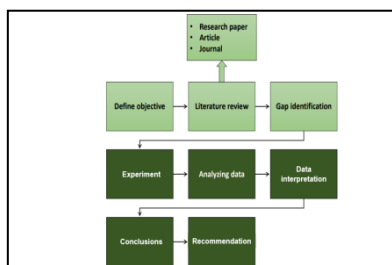 • Research paper
• Article
• Journal
Define objective
Literature review
Gap identification
Experiment
Analyzing data
Data
interpretation
Conclusions
Recommendation